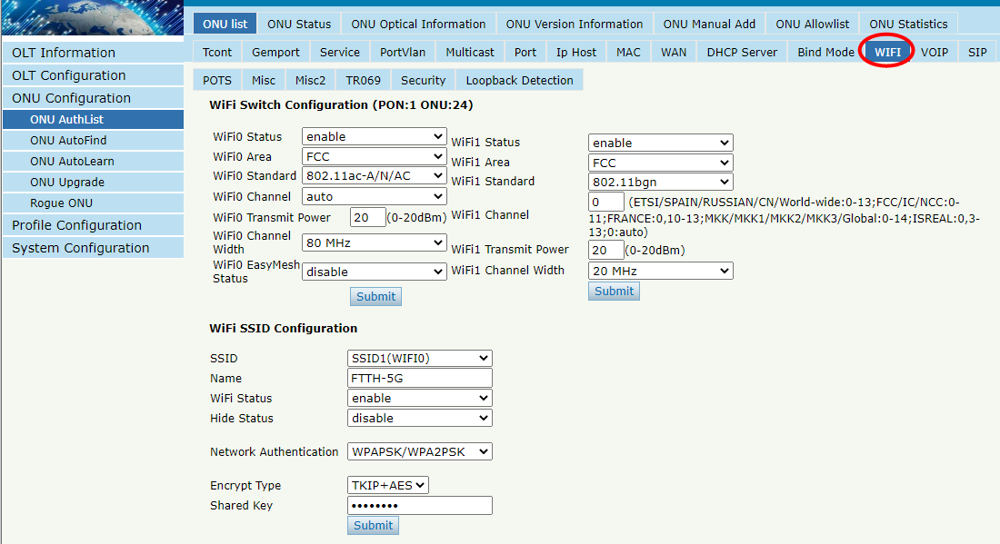 ONU list ONU Status ONU Optical Information ONU Version Information ONU Manual Add ONU Allowlist ONU Statistics
Tcont Gemport Service PortVlan Multicast Port Ip Host MAC WAN DHCP Server Bind Mode WIFI VOIP SIP
POTS Misc Misc2 TR069 Security Loopback Detection
OLT Information
OLT Configuration
ONU Configuration
ONU AuthList
ONU AutoFind
ONU AutoLearn
ONU Upgrade
Rogue ONU
Profile Configuration
System Configuration
WiFi Switch Configuration (PON:1 ONU:24)
WiFi0 Status enable
WiFi0 Area FCC
WiFi0 Standard 802.11ac-A/N/AC
WiFi0 Channel auto
WiFi0 Transmit Power 20 (0-20dBm)
WiFi0 Channel
Width 80 MHz
WiFi0 EasyMesh
Status disable
Submit
WiFi1 Status enable
WiFi1 Area FCC
WiFi1 Standard 802.11bgn
WiFi1 Channel 0 (ETSI/SPAIN/RUSSIAN/CN/World-wide:0-13;FCC/IC/NCC:0-
11;FRANCE:0,10-13;MKK/MKK1/MKK2/MKK3/Global:0-14;ISREAL:0,3-
13;0:auto)
WiFi1 Transmit Power 20 (0-20dBm)
WiFi1 Channel Width 20 MHz
Submit
WiFi SSID Configuration
SSID SSID1(WIFI0)
Name FTTH-5G
WiFi Status enable
Hide Status disable
Network Authentication WPAPSK/WPA2PSK
Encrypt Type TKIP+AES
Shared Key ••••••••
Submit